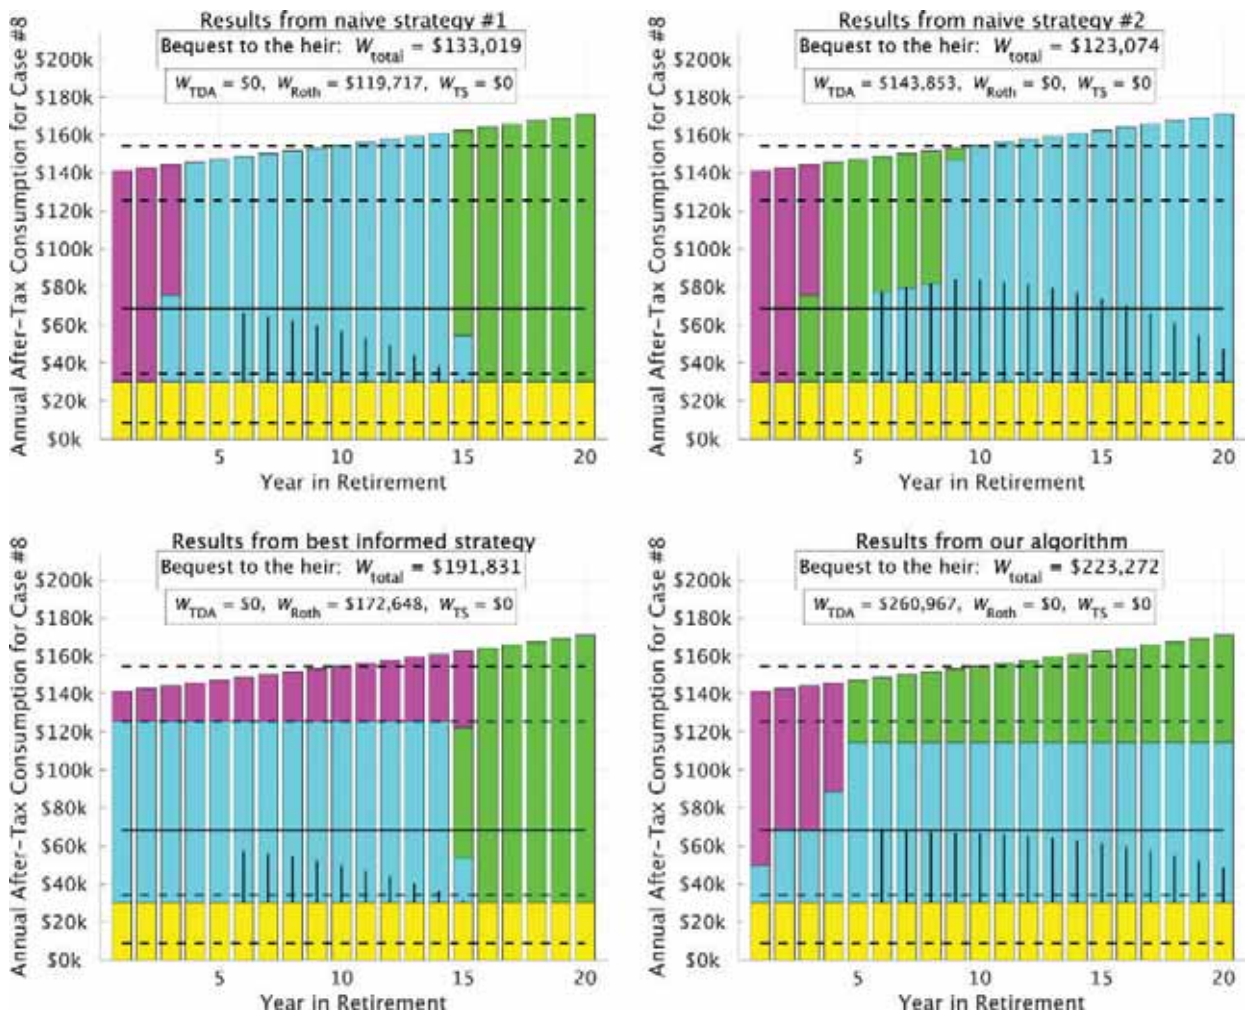 Results from naive strategy #1
Bequest to the heir: W_total = $133,019
W_TDA = $0, W_Roth = $119,717, W_TS = $0
Annual After-Tax Consumption for Case #8
$200k
$180k
$160k
$140k
$120k
$100k
$80k
$60k
$40k
$20k
$0k
5 10 15 20
Year in Retirement
Results from naive strategy #2
Bequest to the heir: W_total = $123,074
W_TDA = $143,853, W_Roth = $0, W_TS = $0
Annual After-Tax Consumption for Case #8
$200k
$180k
$160k
$140k
$120k
$100k
$80k
$60k
$40k
$20k
$0k
5 10 15 20
Year in Retirement
Results from best informed strategy
Bequest to the heir: W_total = $191,831
W_TDA = $0, W_Roth = $172,648, W_TS = $0
Annual After-Tax Consumption for Case #8
$200k
$180k
$160k
$140k
$120k
$100k
$80k
$60k
$40k
$20k
$0k
5 10 15 20
Year in Retirement
Results from our algorithm
Bequest to the heir: W_total = $223,272
W_TDA = $260,967, W_Roth = $0, W_TS = $0
Annual After-Tax Consumption for Case #8
$200k
$180k
$160k
$140k
$120k
$100k
$80k
$60k
$40k
$20k
$0k
5 10 15 20
Year in Retirement